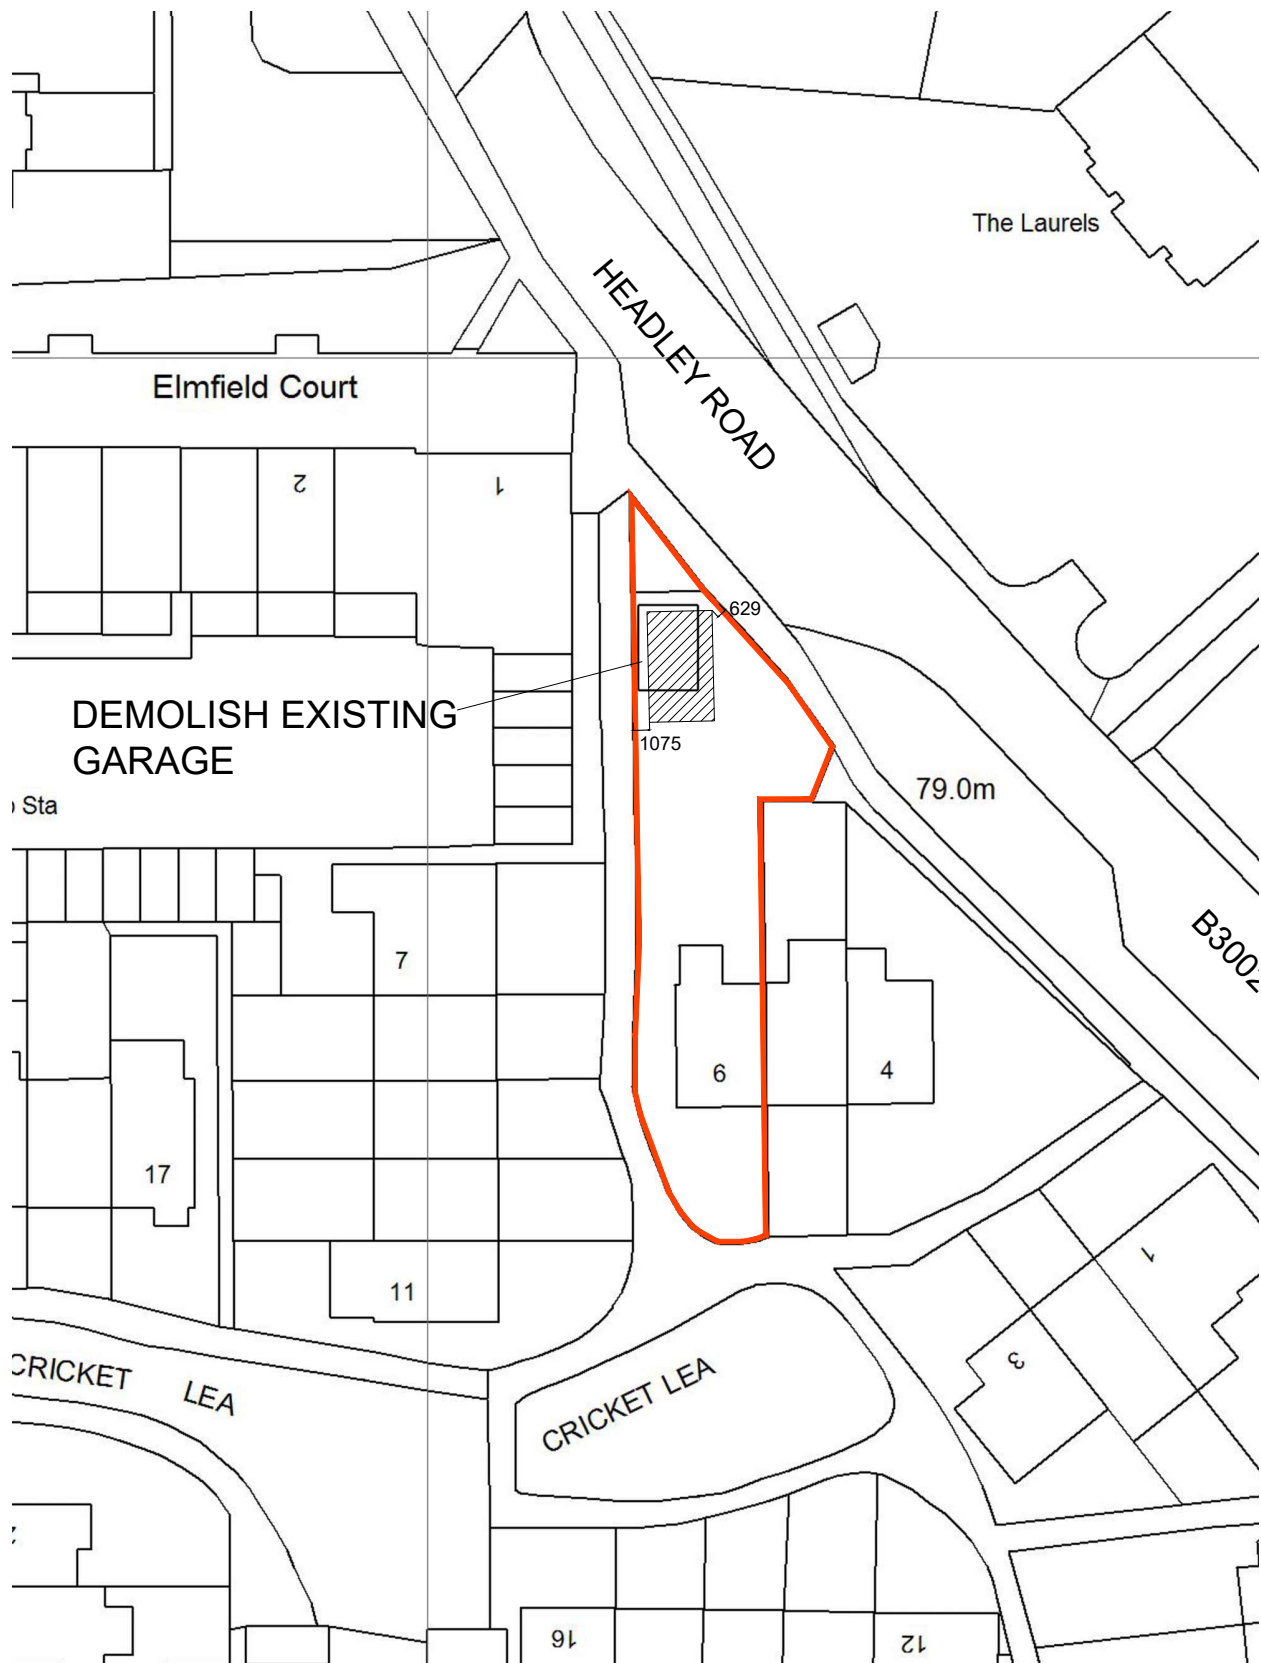 The Laurels
HEADLEY ROAD
Elmfield Court
2
1
629
DEMOLISH EXISTING
GARAGE
1075
79.0m
Sta
B3002
7
6
4
17
11
1
3
CRICKET LEA
CRICKET LEA
16
12